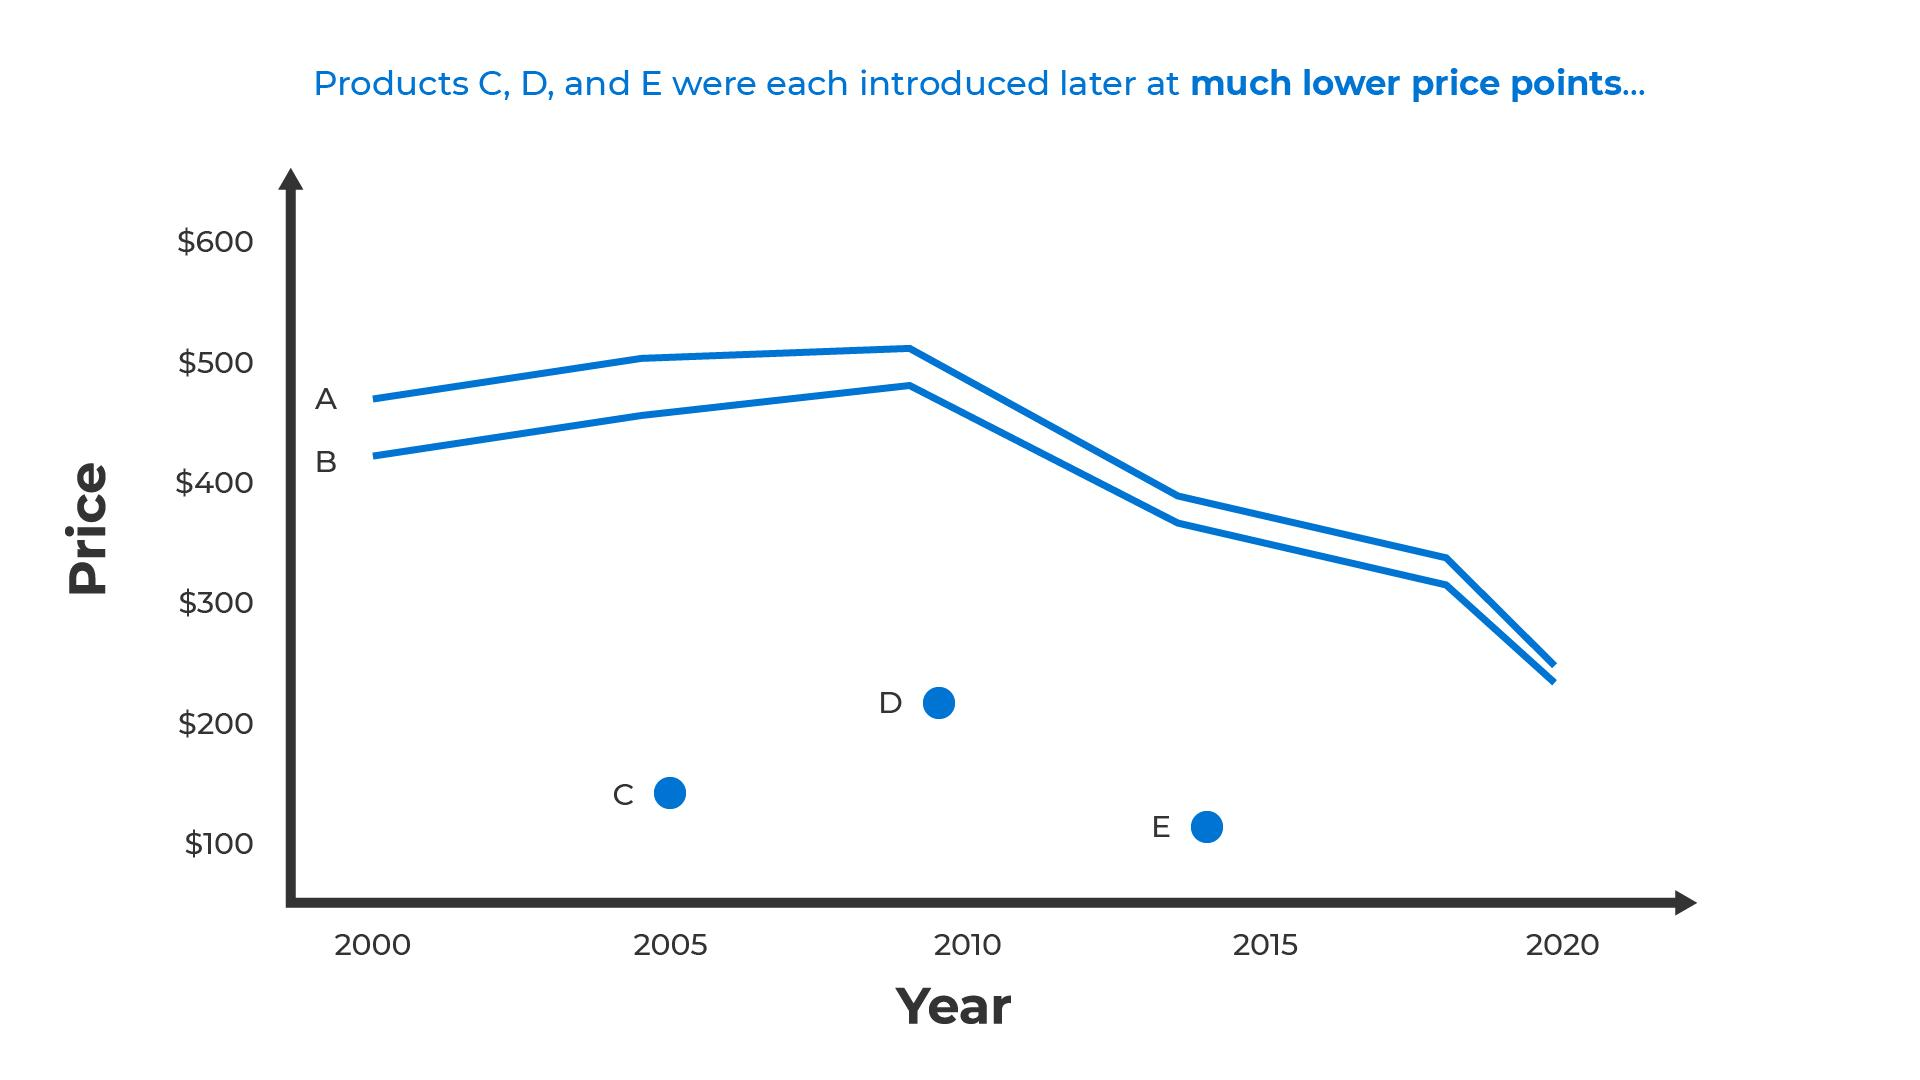 Products C, D, and E were each introduced later at much lower price points...
$600
$500
A
B
$400
Price
$300
$200
D
C
E
$100
2000 2005 2010 2015 2020
Year